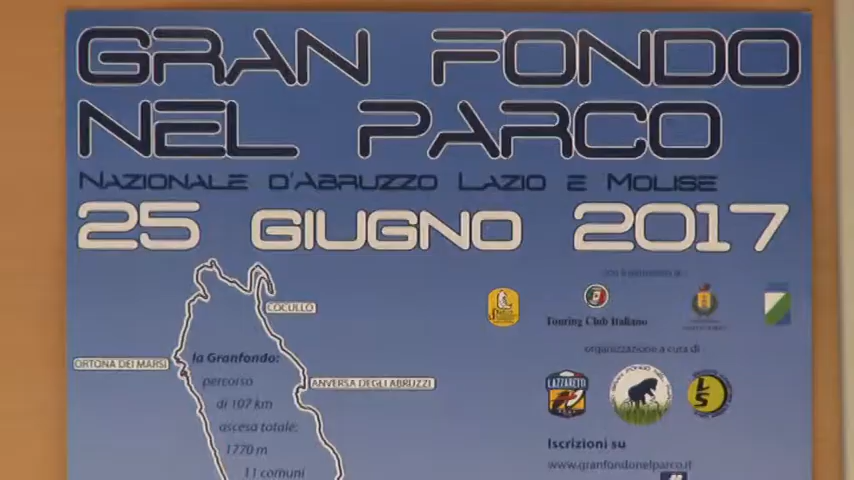 GRAN FONDO
NEL PARCO
NAZIONALE D'ABRUZZO LAZIO E MOLISE
25 GIUGNO 2017
COCULLO
ORTONA DEI MARSI
ANVERSA DEGLI ABRUZZI
la Granfondo:
percorso
di 107 km
ascesa totale:
1770 m
11 comuni
Touring Club Italiano
organizzazione a cura di
LAZZARETO
LS
Iscrizioni su
www.granfondonelparco.it